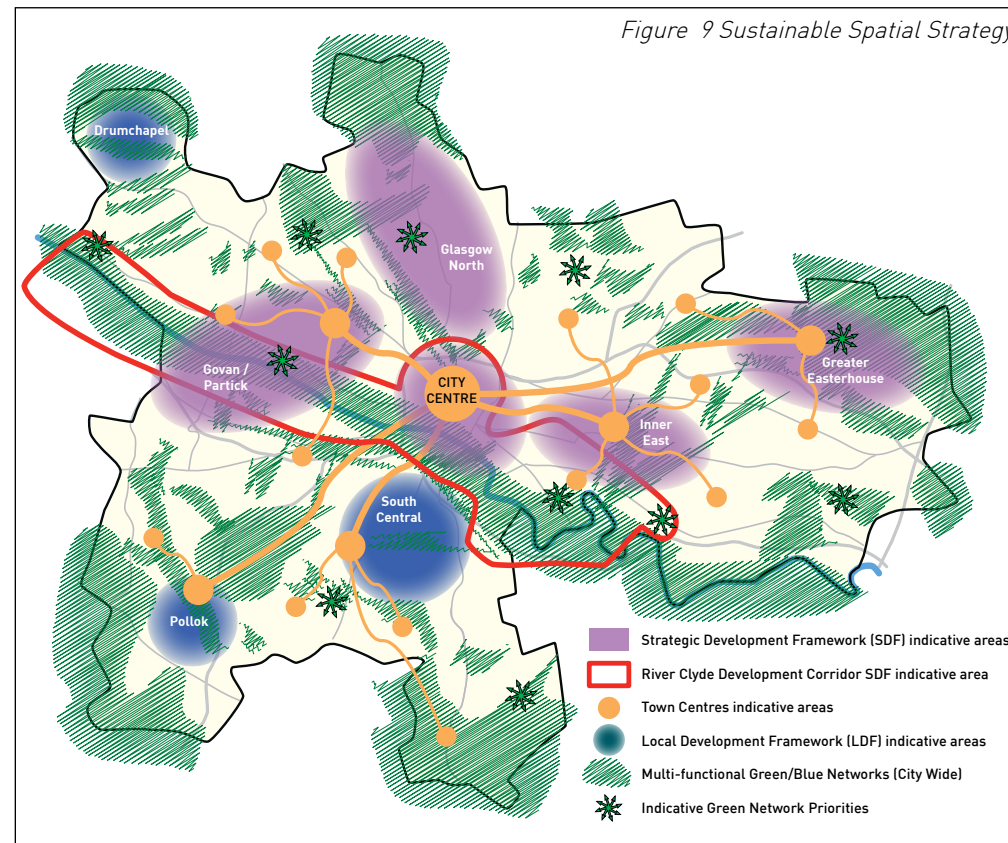 Figure 9 Sustainable Spatial Strategy
Drumchapel
Glasgow
North
Govan /
Partick
CITY
CENTRE
Greater
Easterhouse
Inner
East
South
Central
Pollok
Strategic Development Framework (SDF) indicative areas
River Clyde Development Corridor SDF indicative area
Town Centres indicative areas
Local Development Framework (LDF) indicative areas
Multi-functional Green/Blue Networks (City Wide)
Indicative Green Network Priorities